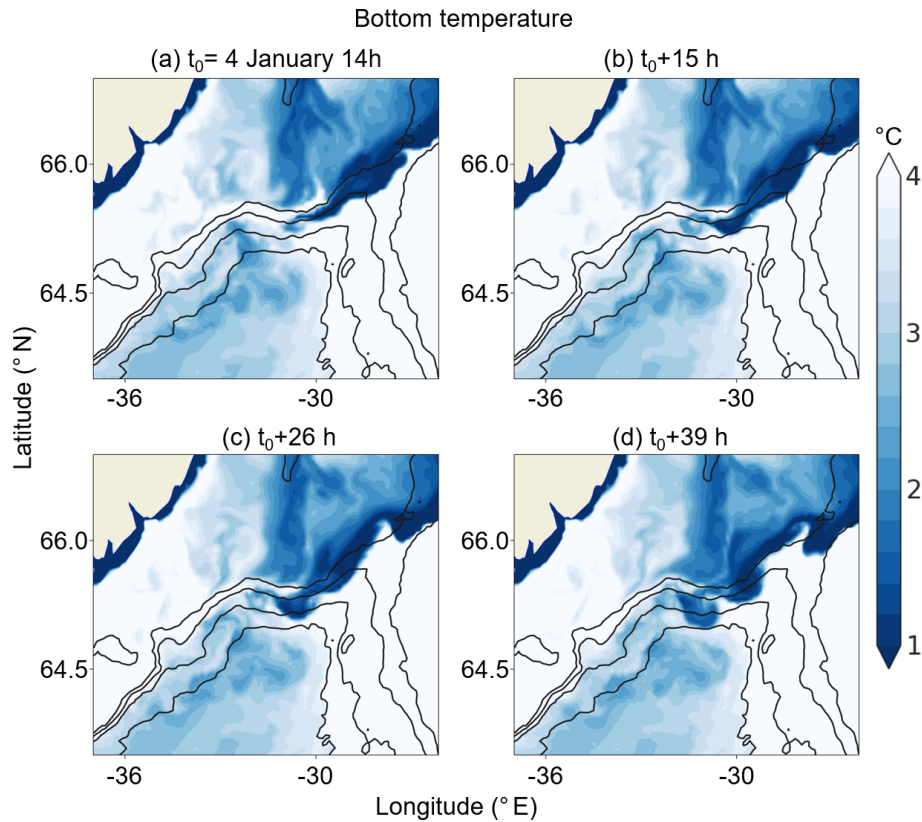 Bottom temperature
(a) t₀= 4 January 14h
(b) t₀+15 h
66.0
64.5
-36
-30
66.0
64.5
-36
-30
(c) t₀+26 h
(d) t₀+39 h
66.0
64.5
-36
-30
66.0
64.5
-36
-30
Latitude (°N)
Longitude (°E)
°C
4
3
2
1